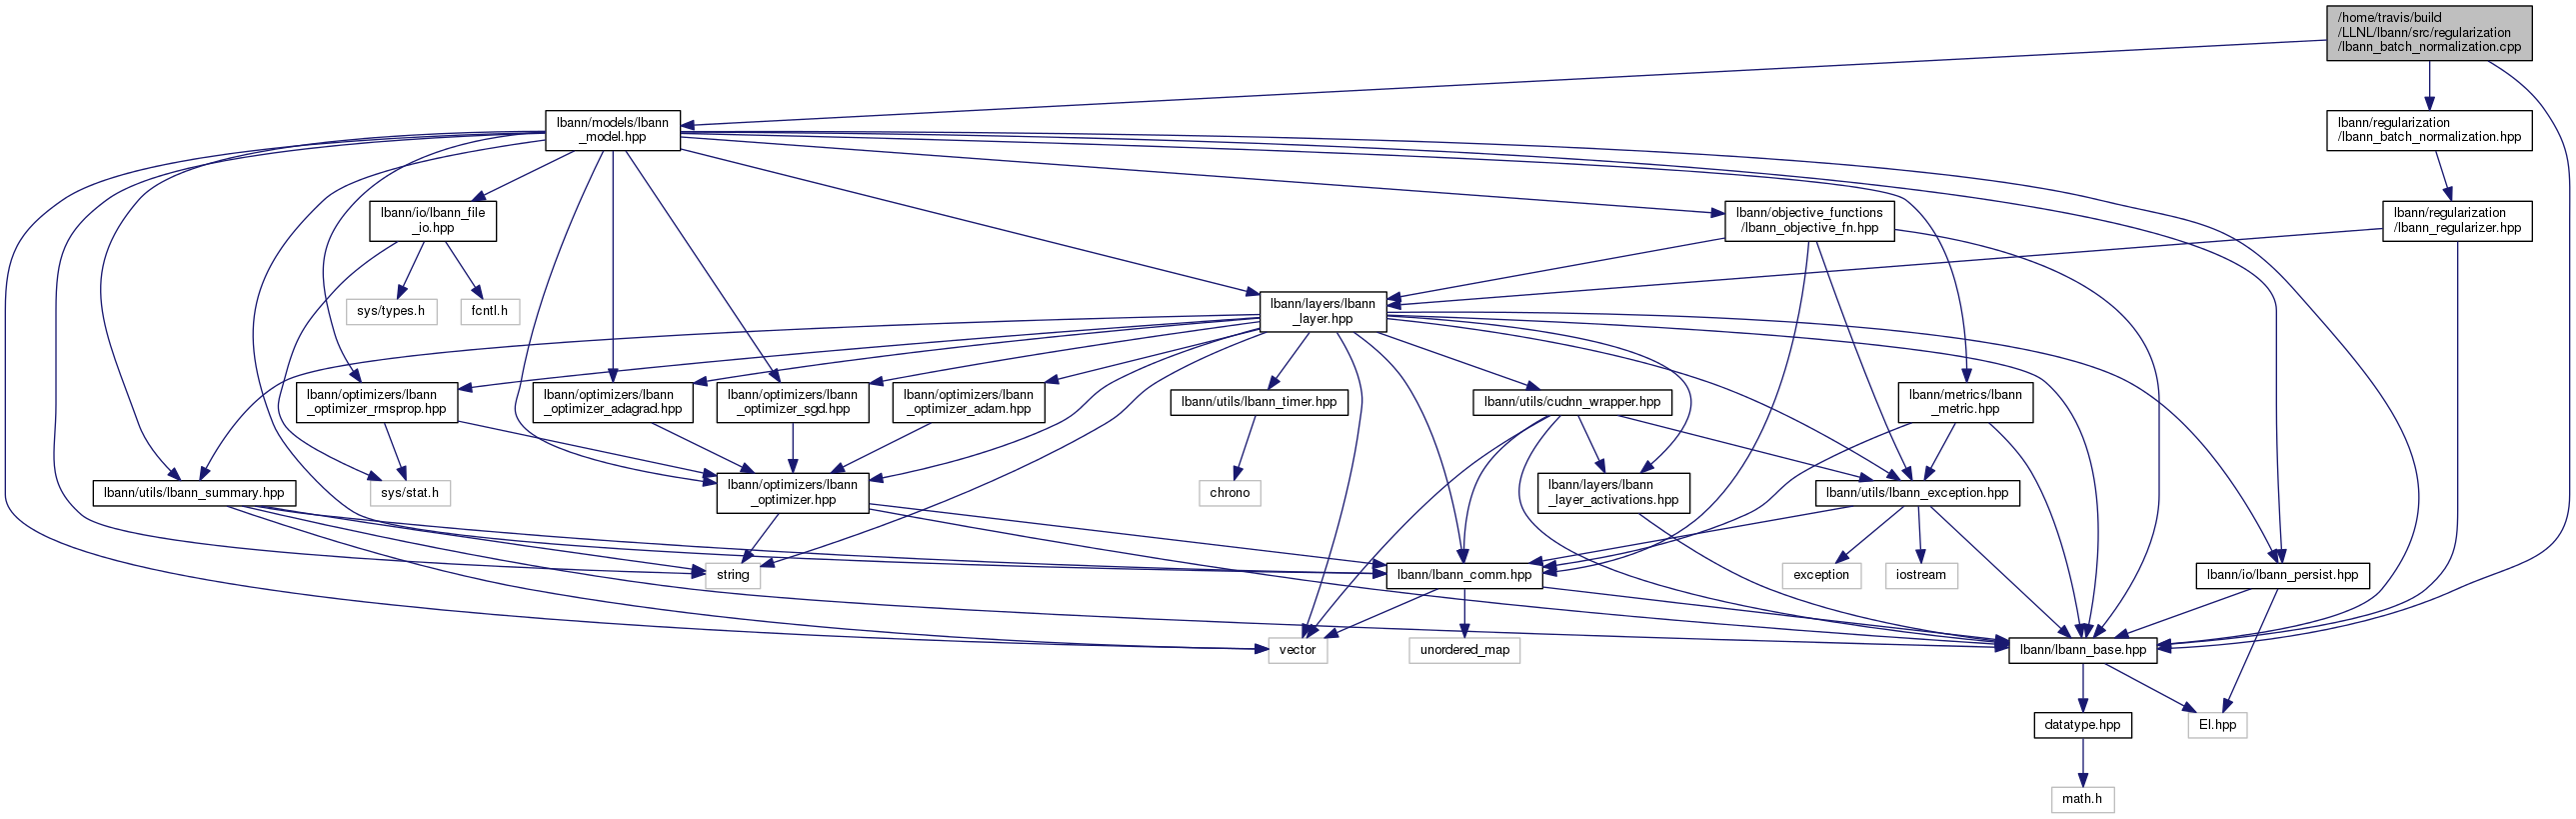 /home/travis/build
/LLNL/lbann/src/regularization
/lbann_batch_normalization.cpp
lbann/models/lbann
_model.hpp
lbann/regularization
/lbann_batch_normalization.hpp
lbann/io/lbann_file
_io.hpp
lbann/objective_functions
/lbann_objective_fn.hpp
lbann/regularization
/lbann_regularizer.hpp
sys/types.h
fcntl.h
lbann/layers/lbann
_layer.hpp
lbann/optimizers/lbann
_optimizer_rmsprop.hpp
lbann/optimizers/lbann
_optimizer_adagrad.hpp
lbann/optimizers/lbann
_optimizer_sgd.hpp
lbann/optimizers/lbann
_optimizer_adam.hpp
lbann/utils/lbann_timer.hpp
lbann/utils/cudnn_wrapper.hpp
lbann/metrics/lbann
_metric.hpp
lbann/utils/lbann_summary.hpp
sys/stat.h
lbann/optimizers/lbann
_optimizer.hpp
chrono
lbann/layers/lbann
_layer_activations.hpp
lbann/utils/lbann_exception.hpp
string
lbann/lbann_comm.hpp
exception
iostream
lbann/io/lbann_persist.hpp
vector
unordered_map
lbann/lbann_base.hpp
datatype.hpp
El.hpp
math.h